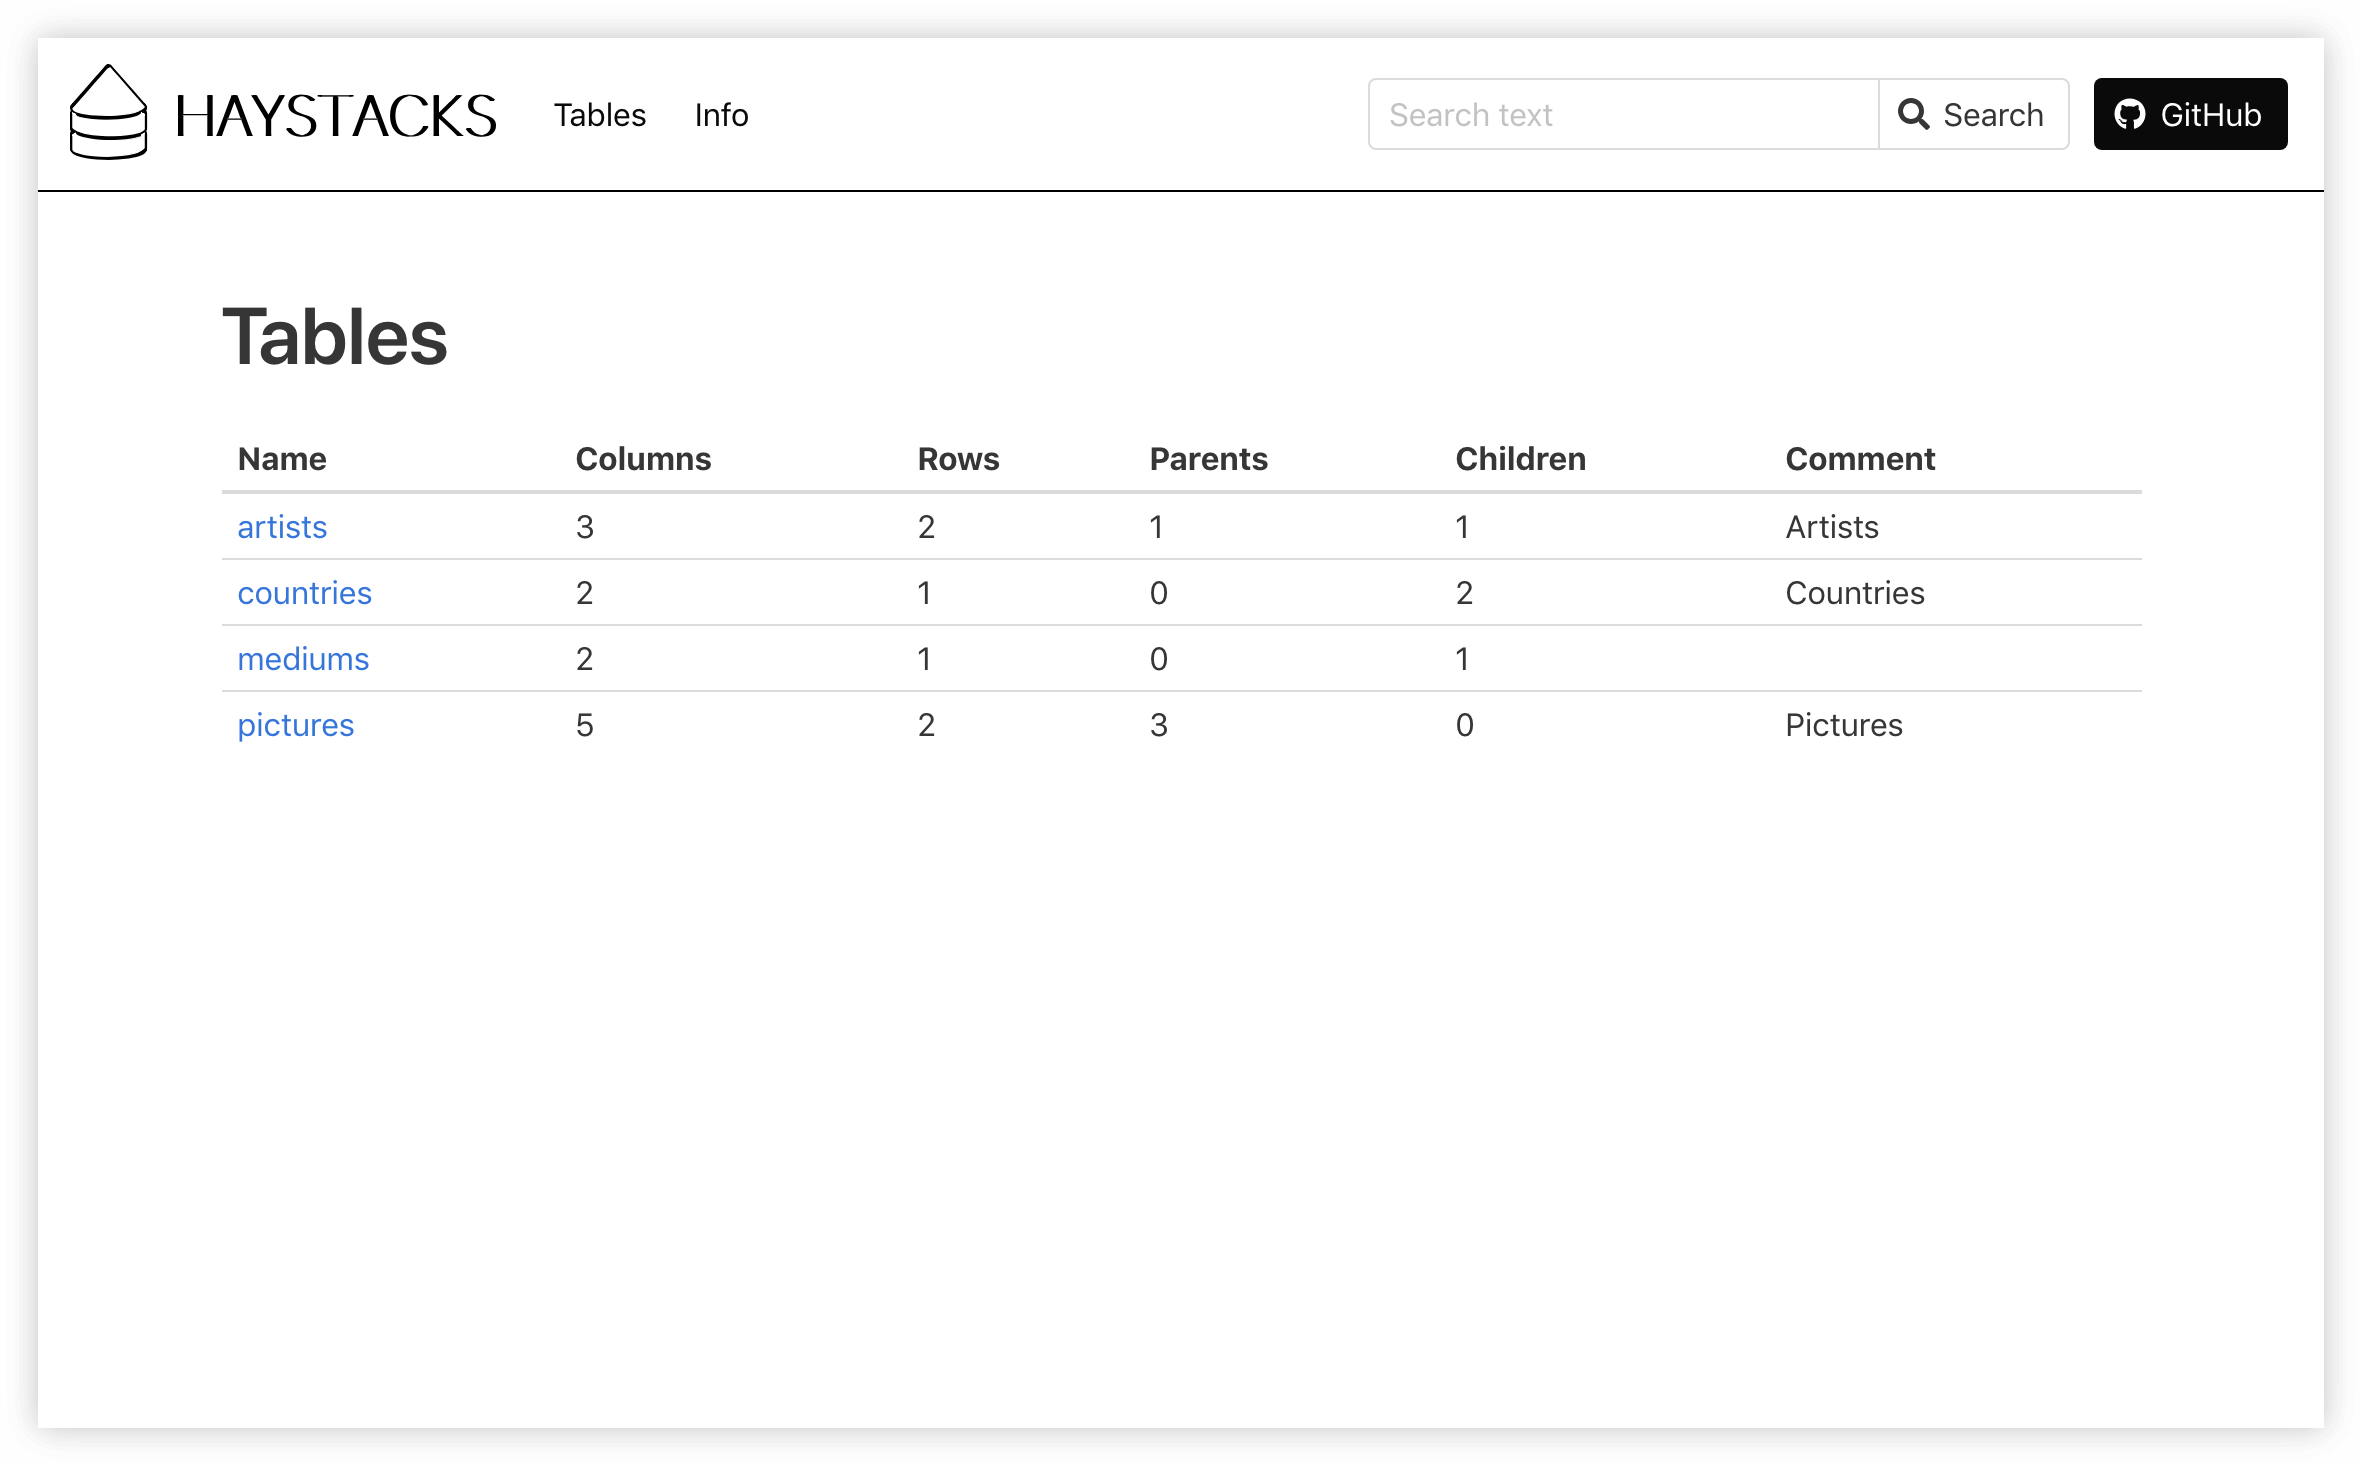 HAYSTACKS Tables Info Search text Search GitHub
Tables
Name Columns Rows Parents Children Comment
artists 3 2 1 1 Artists
countries 2 1 0 2 Countries
mediums 2 1 0 1
pictures 5 2 3 0 Pictures